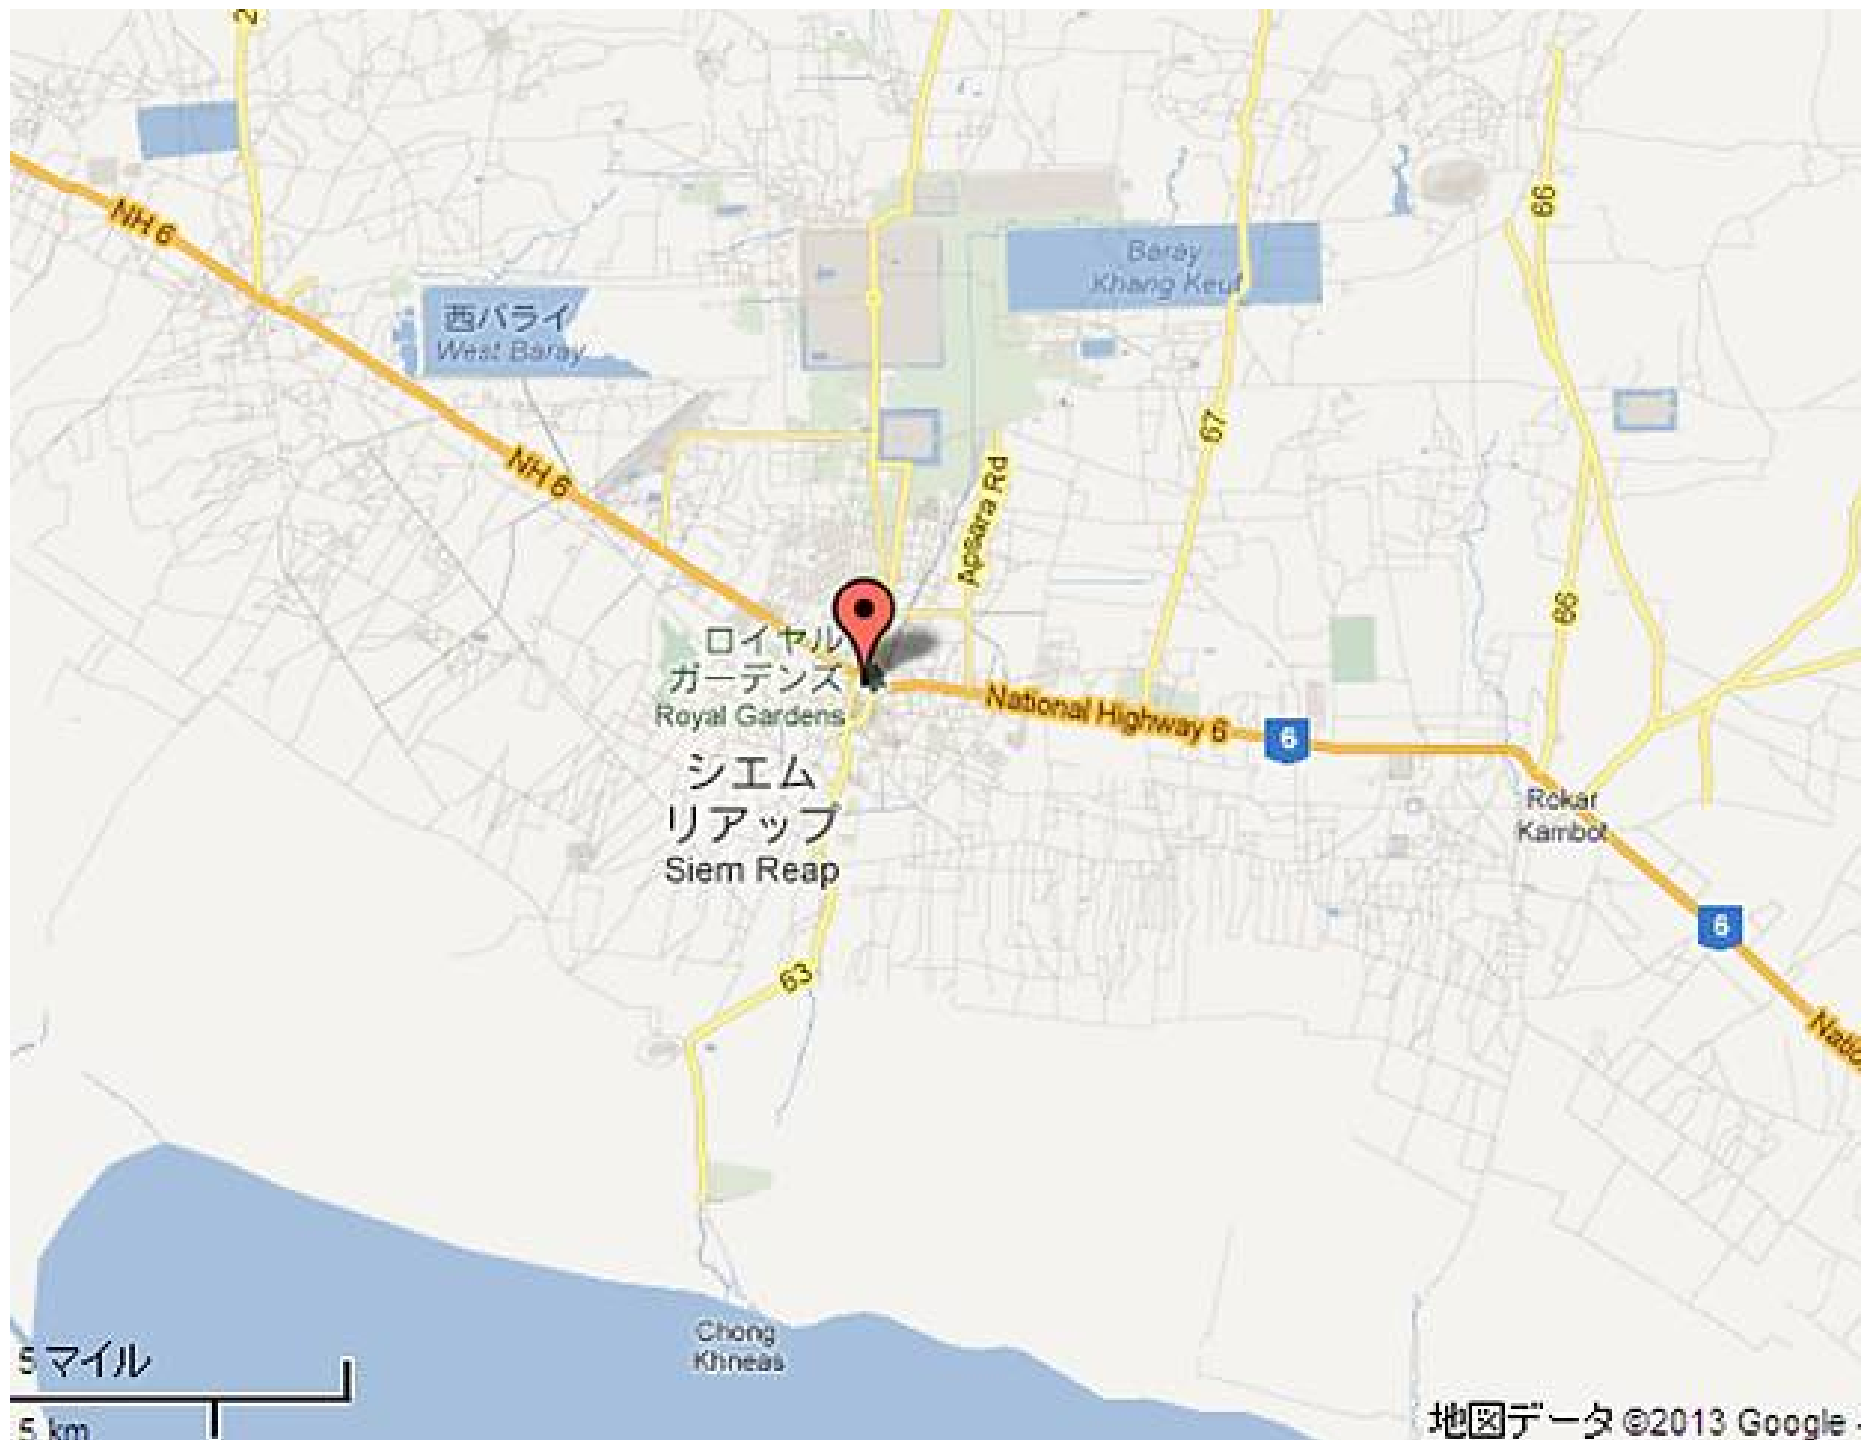 2
NH 6
66
Baray
Khang Keut
西バライ
West Baray
67
NH 6
Apsara Rd
66
ロイヤル
ガーデンズ
Royal Gardens
National Highway 6
6
シエム
リアップ
Siem Reap
Rokar
Kambot
6
63
Natio
Chong
Khneas
5 マイル
5 km
地図データ ©2013 Google -